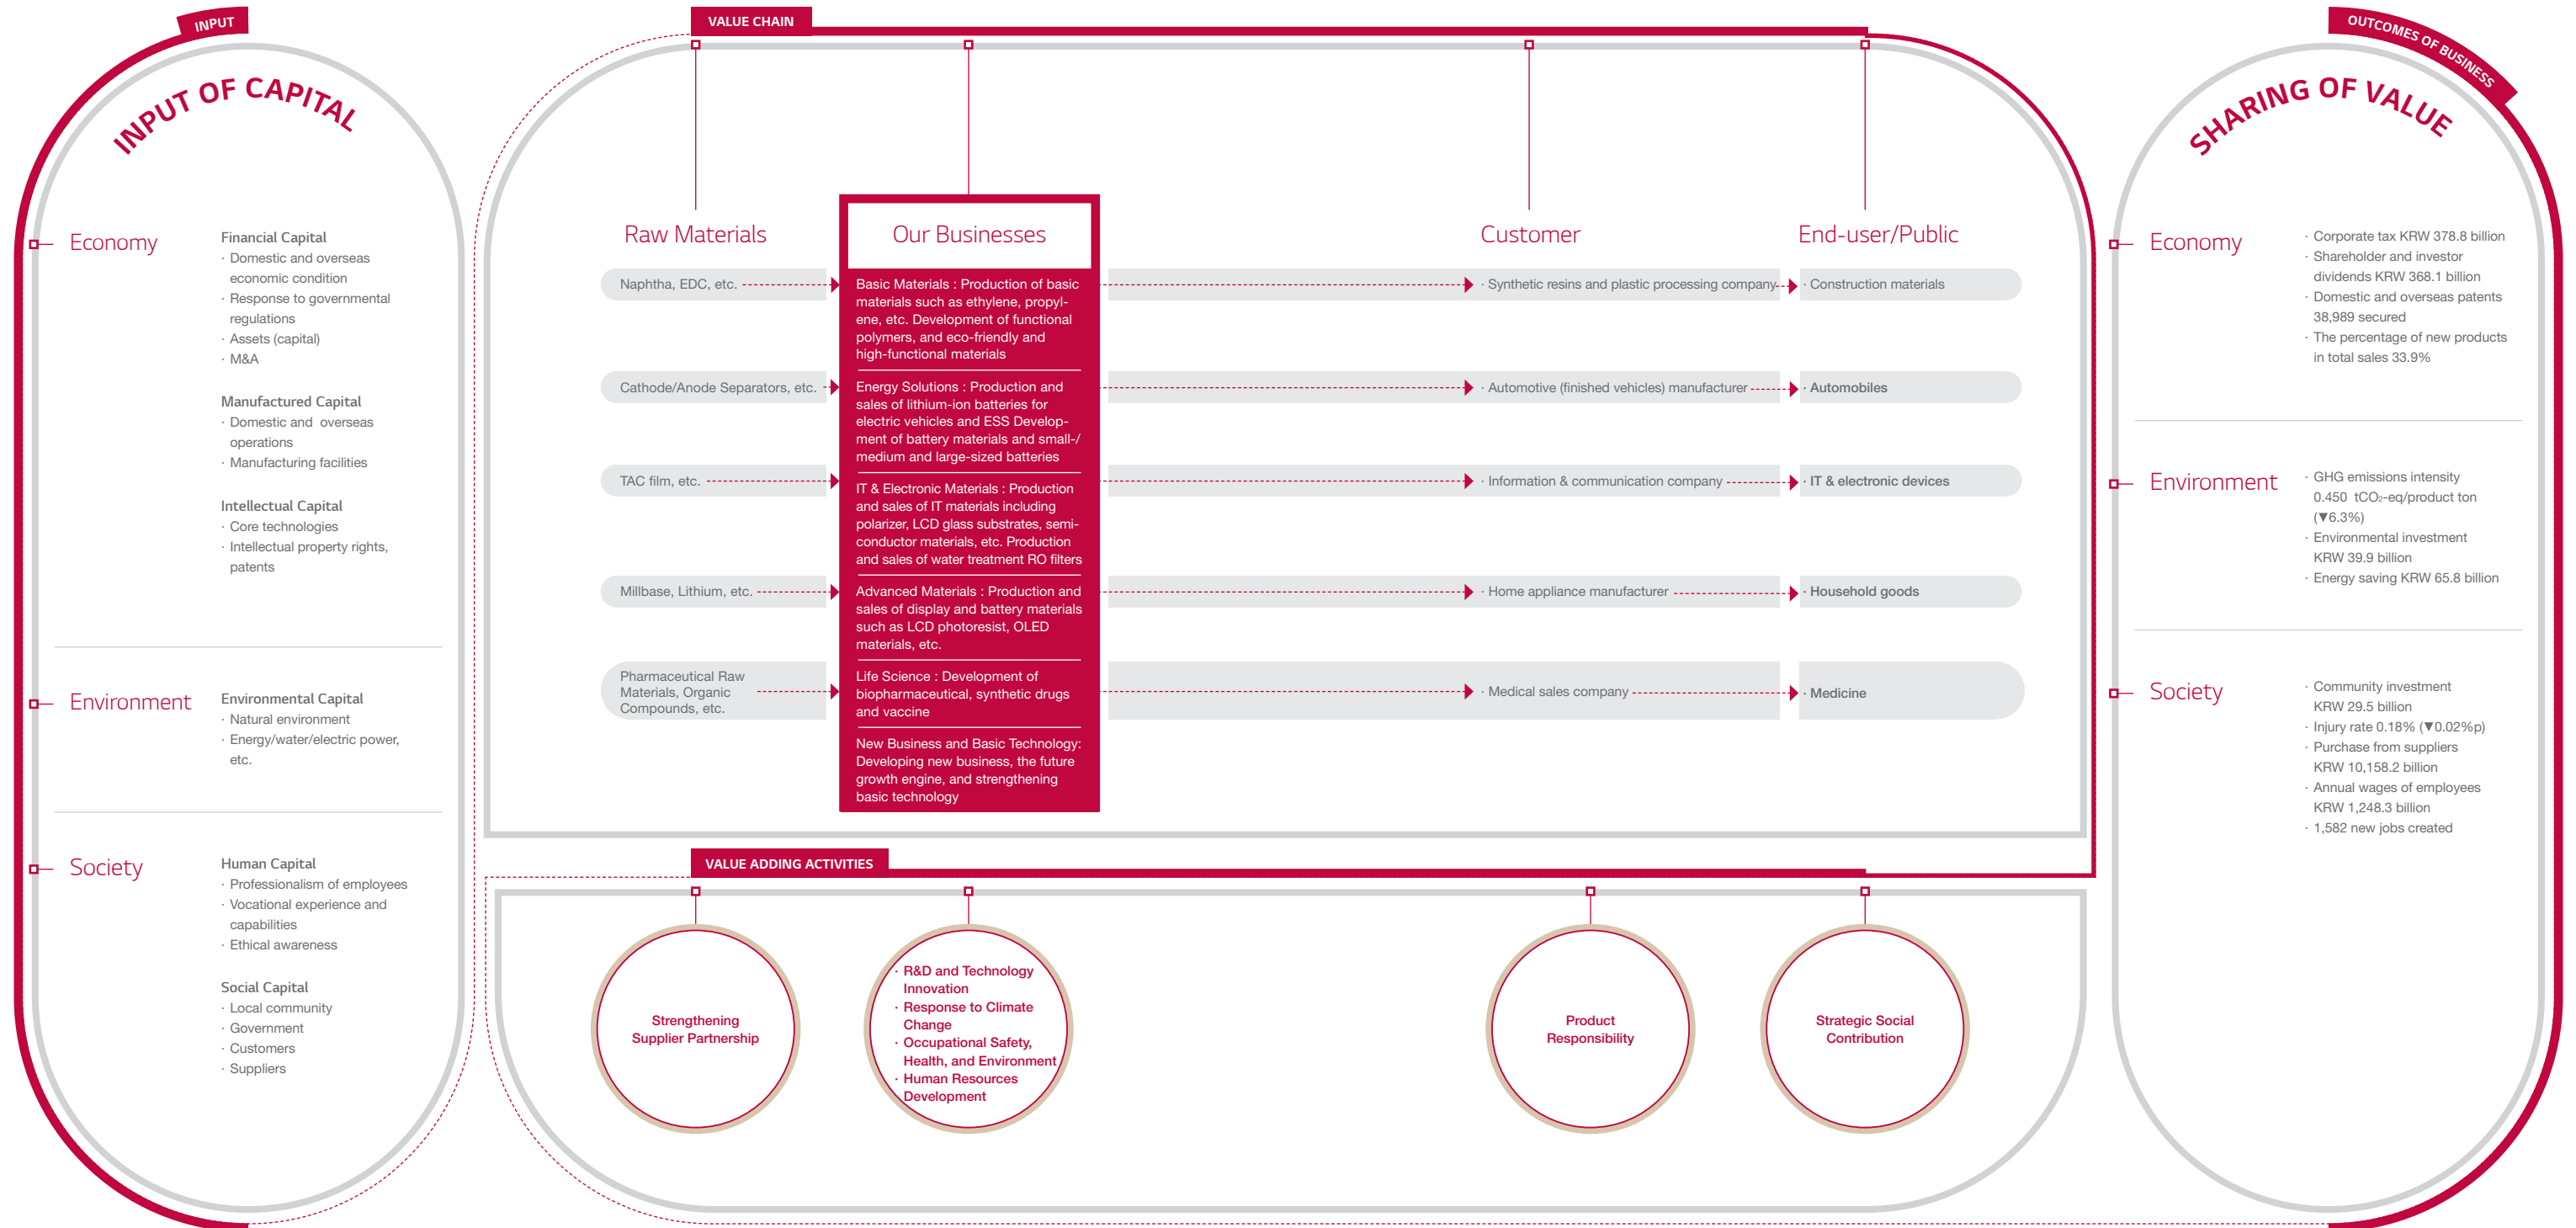 INPUT
INPUT OF CAPITAL
Economy
Financial Capital
· Domestic and overseas
economic condition
· Response to governmental
regulations
· Assets (capital)
· M&A
Manufactured Capital
· Domestic and overseas
operations
· Manufacturing facilities
Intellectual Capital
· Core technologies
· Intellectual property rights,
patents
Environment
Environmental Capital
· Natural environment
· Energy/water/electric power,
etc.
Society
Human Capital
· Professionalism of employees
· Vocational experience and
capabilities
· Ethical awareness
Social Capital
· Local community
· Government
· Customers
· Suppliers
VALUE CHAIN
Raw Materials
Naphtha, EDC, etc.
Cathode/Anode Separators, etc.
TAC film, etc.
Millbase, Lithium, etc.
Pharmaceutical Raw
Materials, Organic
Compounds, etc.
Our Businesses
Basic Materials : Production of basic
materials such as ethylene, propyl-
ene, etc. Development of functional
polymers, and eco-friendly and
high-functional materials
Energy Solutions : Production and
sales of lithium-ion batteries for
electric vehicles and ESS Develop-
ment of battery materials and small-/
medium and large-sized batteries
IT & Electronic Materials : Production
and sales of IT materials including
polarizer, LCD glass substrates, semi-
conductor materials, etc. Production
and sales of water treatment RO filters
Advanced Materials : Production and
sales of display and battery materials
such as LCD photoresist, OLED
materials, etc.
Life Science : Development of
biopharmaceutical, synthetic drugs
and vaccine
New Business and Basic Technology:
Developing new business, the future
growth engine, and strengthening
basic technology
Customer
· Synthetic resins and plastic processing company
· Automotive (finished vehicles) manufacturer
· Information & communication company
· Home appliance manufacturer
· Medical sales company
End-user/Public
· Construction materials
· Automobiles
· IT & electronic devices
· Household goods
· Medicine
VALUE ADDING ACTIVITIES
Strengthening
Supplier Partnership
· R&D and Technology
Innovation
· Response to Climate
Change
· Occupational Safety,
Health, and Environment
· Human Resources
Development
Product
Responsibility
Strategic Social
Contribution
OUTCOMES OF BUSINESS
SHARING OF VALUE
Economy
· Corporate tax KRW 378.8 billion
· Shareholder and investor
dividends KRW 368.1 billion
· Domestic and overseas patents
38,989 secured
· The percentage of new products
in total sales 33.9%
Environment
· GHG emissions intensity
0.450 tCO₂-eq/product ton
(▼6.3%)
· Environmental investment
KRW 39.9 billion
· Energy saving KRW 65.8 billion
Society
· Community investment
KRW 29.5 billion
· Injury rate 0.18% (▼0.02%p)
· Purchase from suppliers
KRW 10,158.2 billion
· Annual wages of employees
KRW 1,248.3 billion
· 1,582 new jobs created